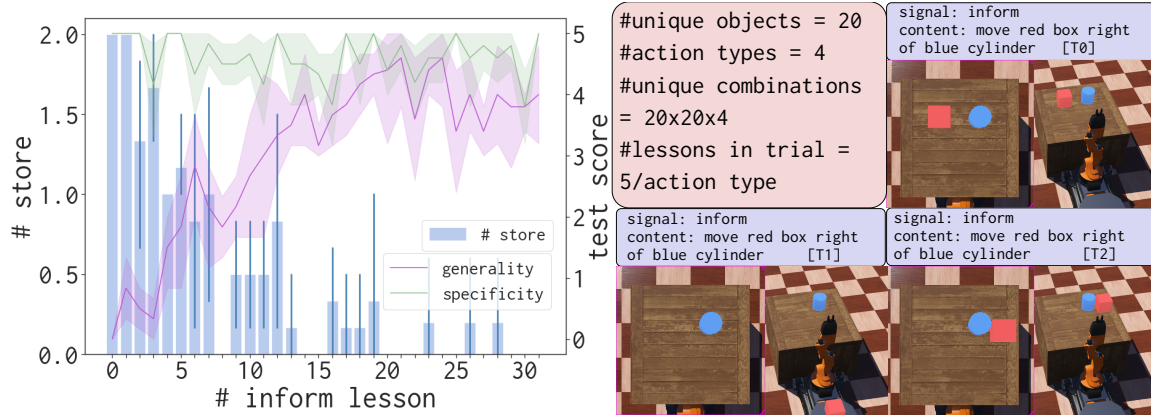 2.0
1.5
1.0
0.5
0.0
# store
0
5
10
15
20
25
30
# inform lesson
5
4
3
2
1
0
test score
# store
generality
specificity
#unique objects = 20
#action types = 4
#unique combinations
= 20x20x4
#lessons in trial =
5/action type
signal: inform
content: move red box right
of blue cylinder [T0]
signal: inform
content: move red box right
of blue cylinder [T1]
signal: inform
content: move red box right
of blue cylinder [T2]